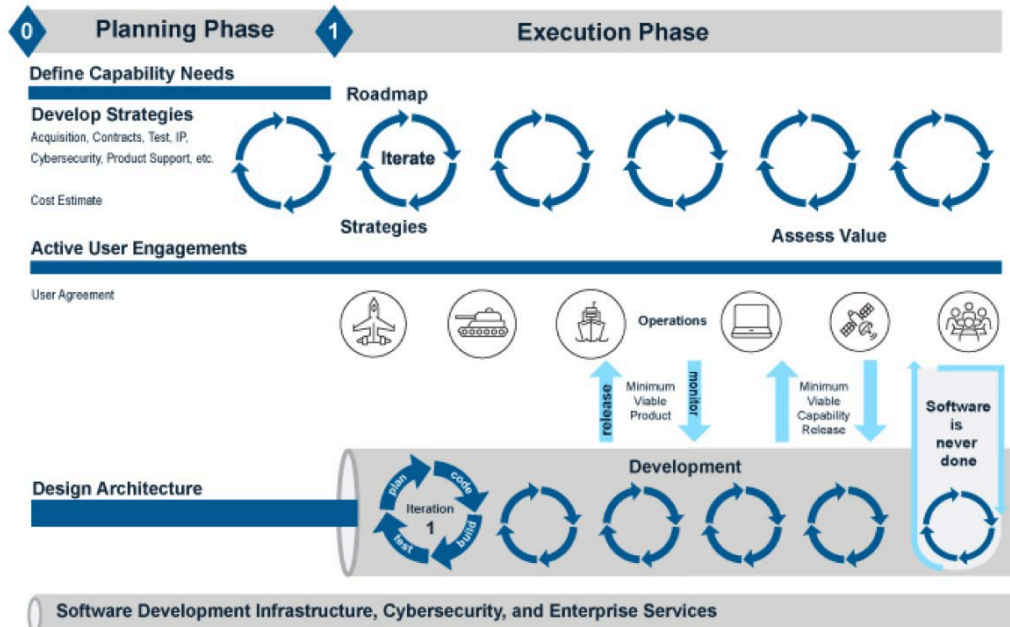 0
Planning Phase
1
Execution Phase
Define Capability Needs
Roadmap
Develop Strategies
Acquisition, Contracts, Test, IP,
Cybersecurity, Product Support, etc.
Iterate
Cost Estimate
Strategies
Assess Value
Active User Engagements
User Agreement
Operations
release
Minimum
Viable
Product
monitor
Minimum
Viable
Capability
Release
Software
is
never
done
Development
Design Architecture
plan
code
Iteration
1
test
build
Software Development Infrastructure, Cybersecurity, and Enterprise Services